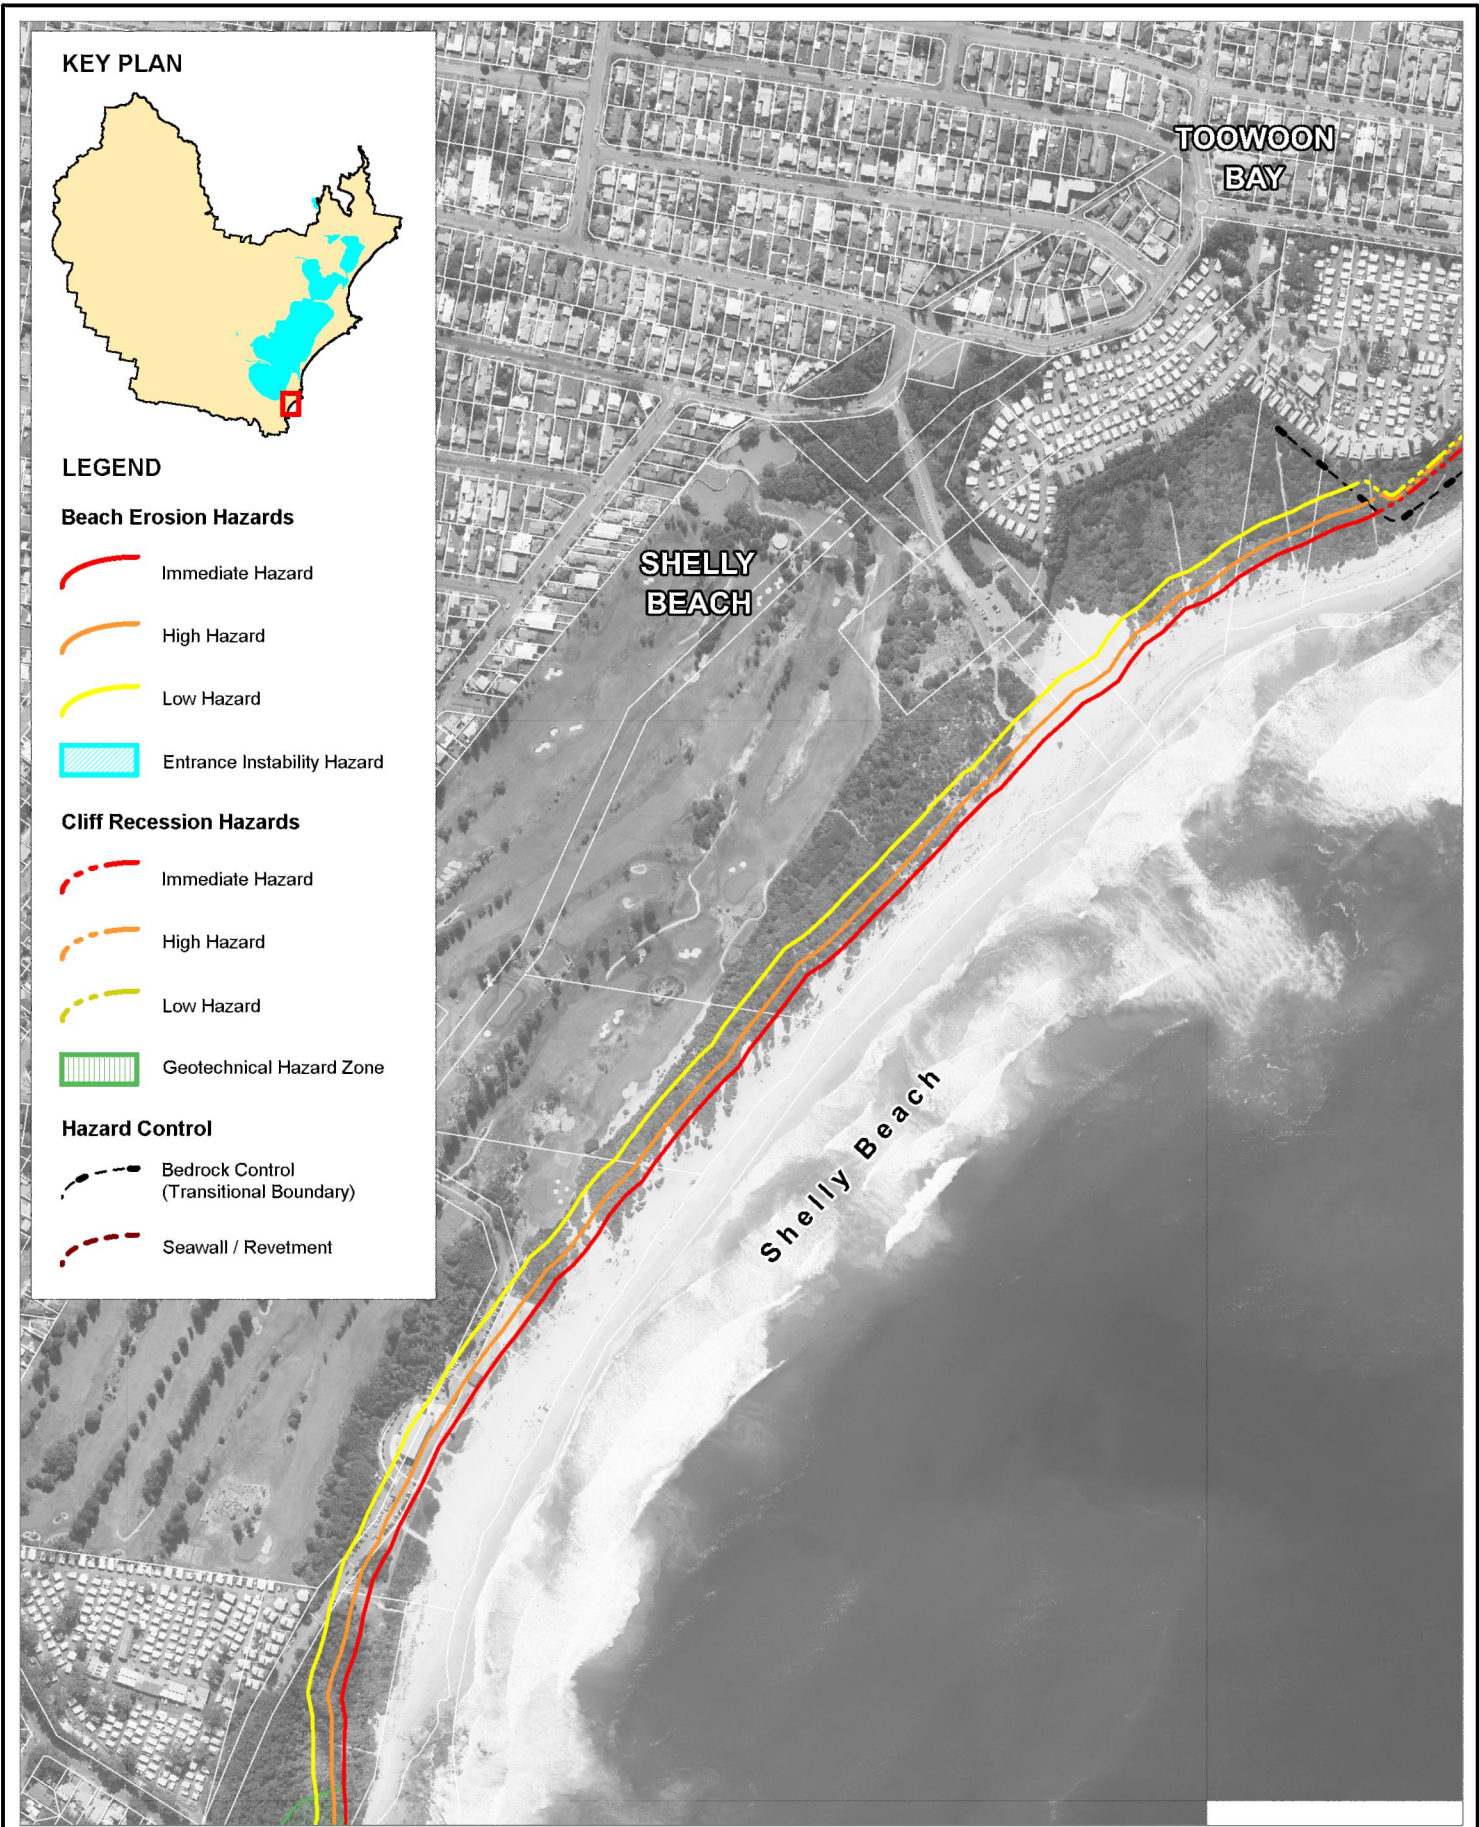 KEY PLAN
LEGEND
Beach Erosion Hazards
Immediate Hazard
High Hazard
Low Hazard
Entrance Instability Hazard
Cliff Recession Hazards
Immediate Hazard
High Hazard
Low Hazard
Geotechnical Hazard Zone
Hazard Control
Bedrock Control
(Transitional Boundary)
Seawall / Revetment
TOOWOON
BAY
SHELLY
BEACH
Shelly Beach